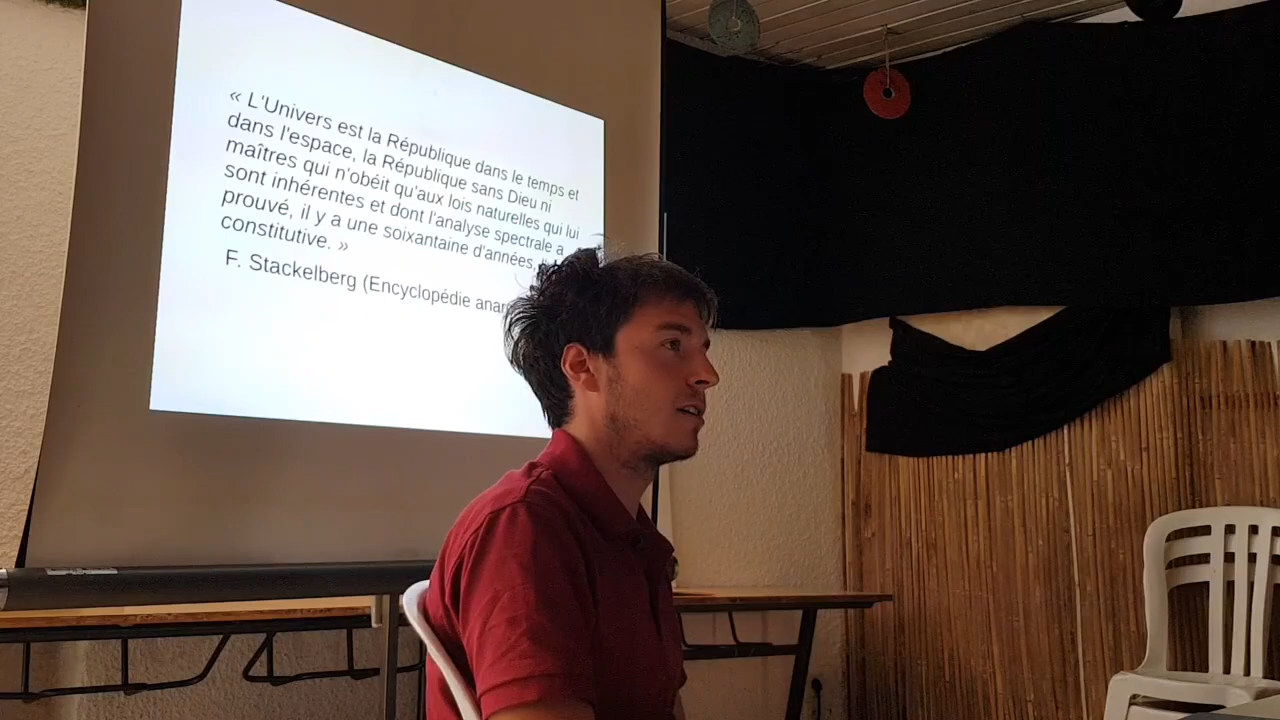 « L'Univers est la République dans le temps et
dans l'espace, la République sans Dieu ni
maîtres qui n'obéit qu'aux lois naturelles qui lui
sont inhérentes et dont l'analyse spectrale a
prouvé, il y a une soixantaine d'années,
constitutive. »
F. Stackelberg (Encyclopédie